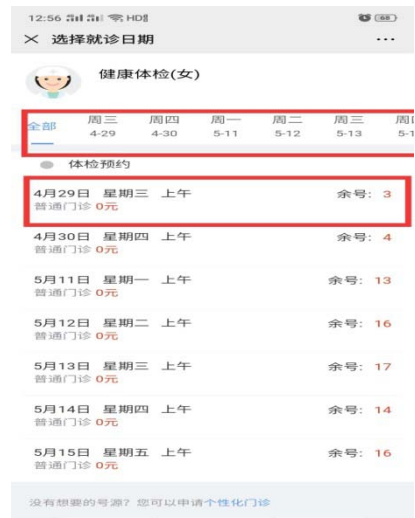 12:56 HD
68
× 选择就诊日期 ...
健康体检(女)
全部 周三 周四 周一 周二 周三
4-29 4-30 5-11 5-12 5-13
体检预约
4月29日 星期三 上午 余号: 3
普通门诊 0元
4月30日 星期四 上午 余号: 4
普通门诊 0元
5月11日 星期一 上午 余号: 13
普通门诊 0元
5月12日 星期二 上午 余号: 16
普通门诊 0元
5月13日 星期三 上午 余号: 17
普通门诊 0元
5月14日 星期四 上午 余号: 14
普通门诊 0元
5月15日 星期五 上午 余号: 16
普通门诊 0元
没有想要的号源? 您可以申请个性化门诊